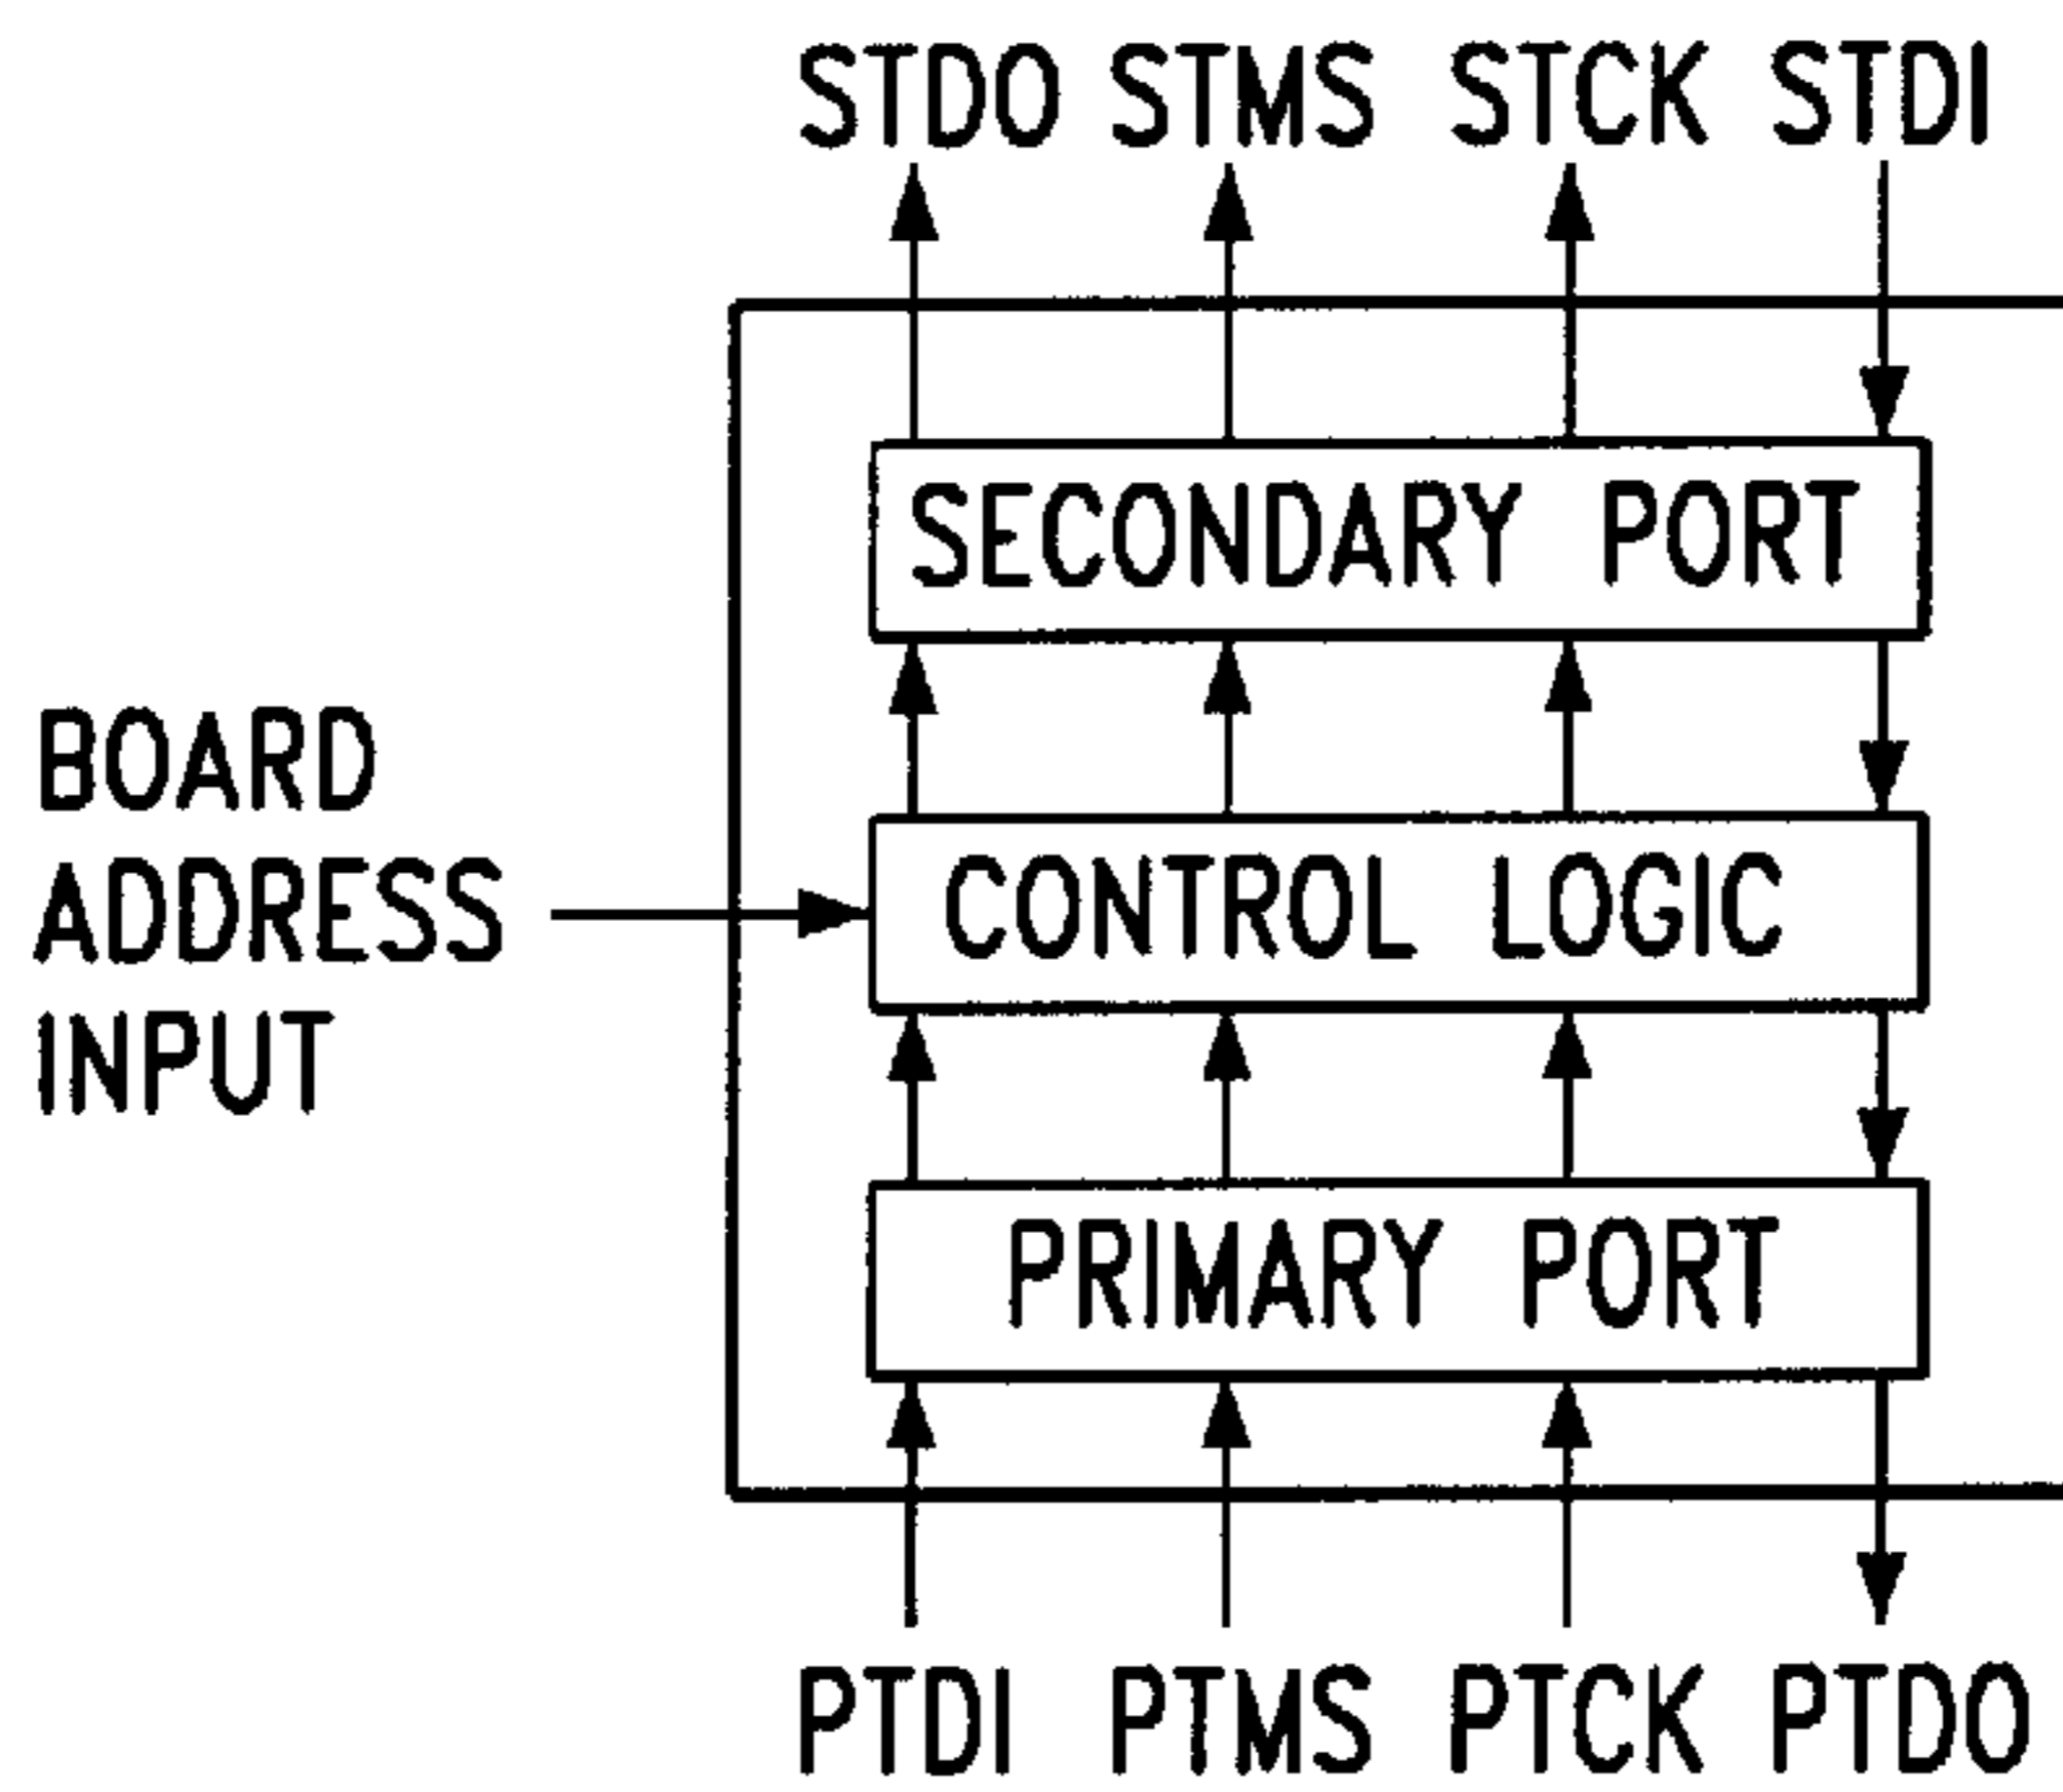 STDO STMS STCK STDI
SECONDARY PORT
BOARD
ADDRESS
INPUT
CONTROL LOGIC
PRIMARY PORT
PTDI PTMS PTCK PTDO